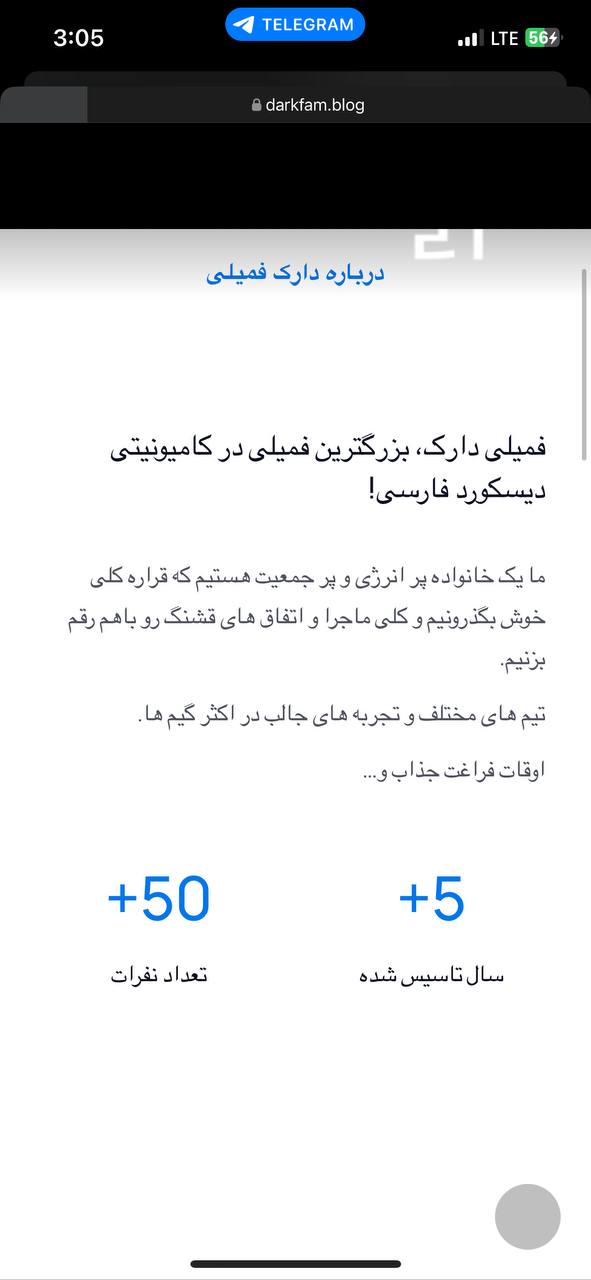 3:05
TELEGRAM
LTE
56
darkfam.blog
درباره دارک فمیلی
فمیلی دارک، بزرگترین فمیلی در کامیونیتی
دیسکورد فارسی!
ما یک خانواده پر انرژی و پر جمعیت هستیم که قراره کلی
خوش بگذرونیم و کلی ماجرا و اتفاق های قشنگ رو باهم رقم
بزنیم.
تیم های مختلف و تجربه های جالب در اکثر گیم ها.
اوقات فراغت جذاب و...
+5
+50
سال تاسیس شده
تعداد نفرات